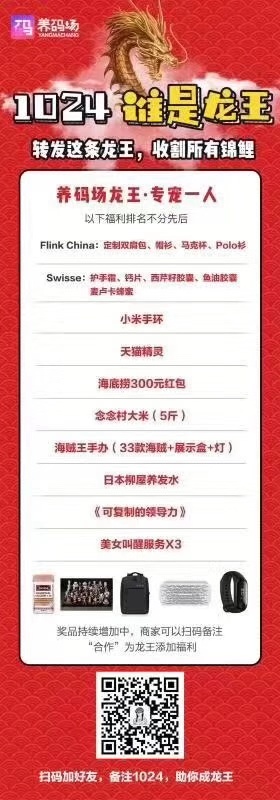 养码场
YANGMACHANG
1024 谁是龙王
转发这条龙王，收割所有锦鲤
养码场龙王·专宠一人
以下福利排名不分先后
Flink China：定制双肩包、帽衫、马克杯、Polo衫
Swisse：护手霜、钙片、西芹籽胶囊、鱼油胶囊
麦卢卡蜂蜜
小米手环
天猫精灵
海底捞300元红包
念念村大米（5斤）
海贼王手办（33款海贼+展示盒+灯）
日本柳屋养发水
《可复制的领导力》
美女叫醒服务X3
奖品持续增加中，商家可以扫码备注
“合作”为龙王添加福利
扫码加好友，备注1024，助你成龙王